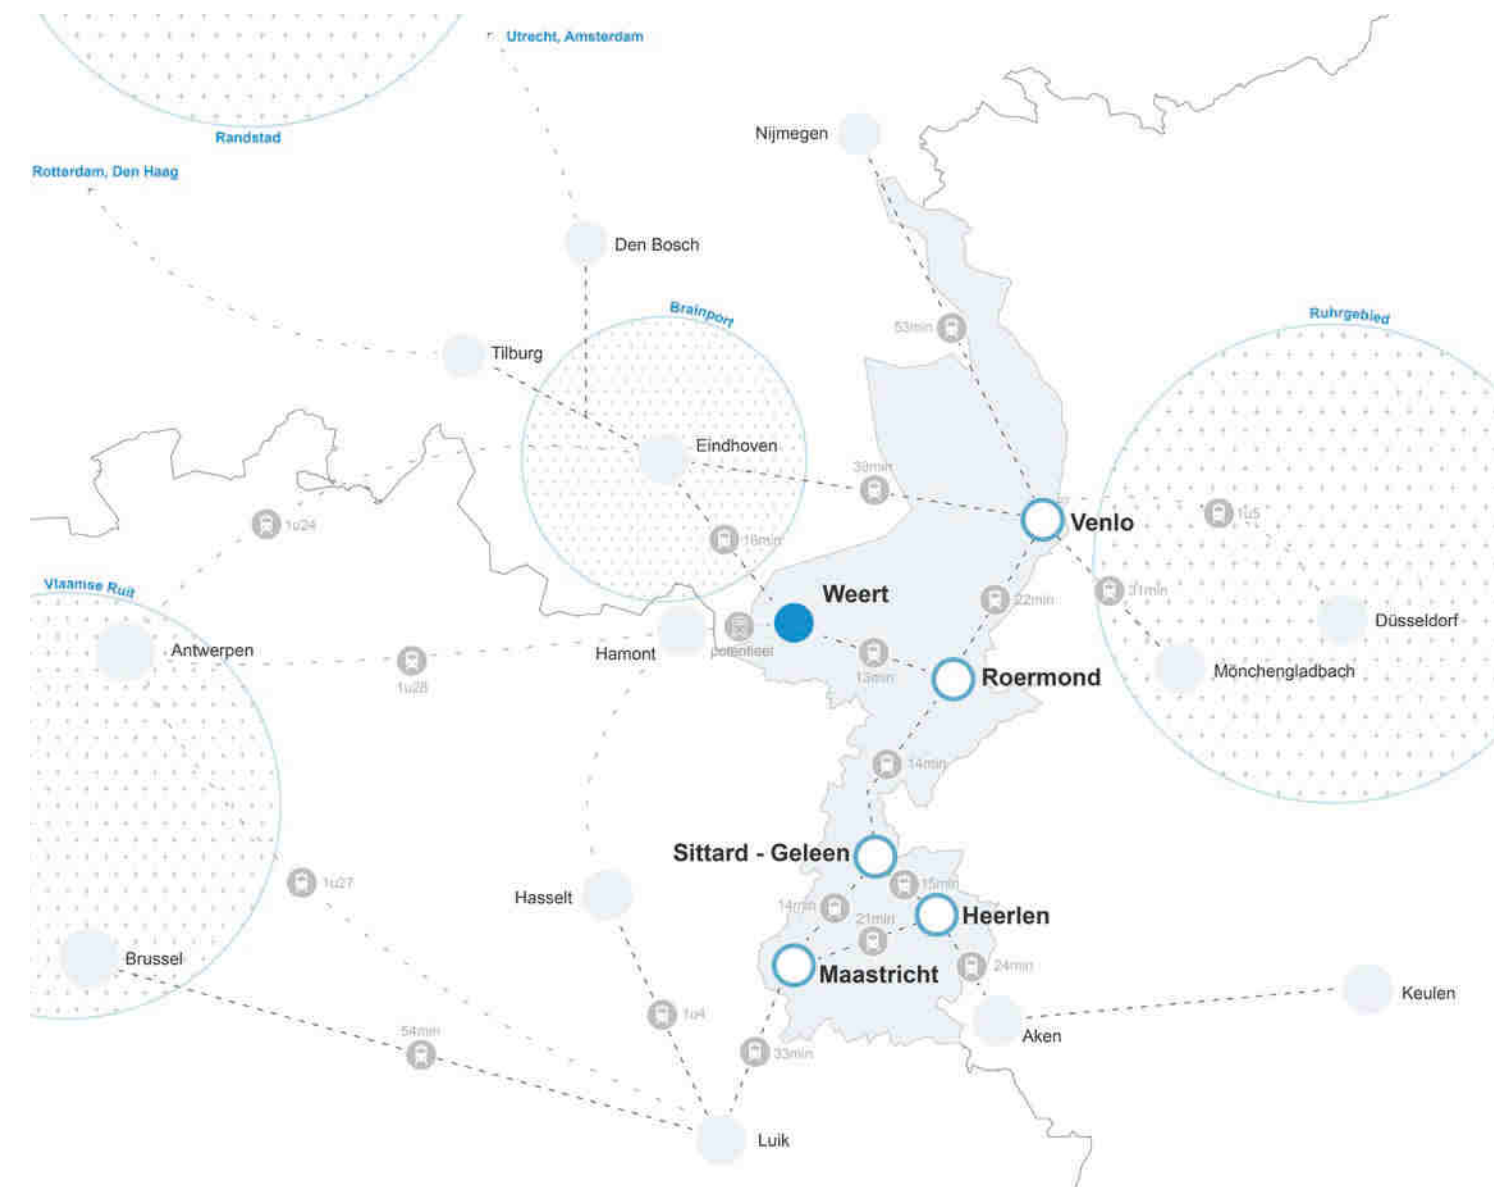 Utrecht, Amsterdam
Randstad
Nijmegen
Rotterdam, Den Haag
Den Bosch
Brainport
Ruhrgebied
53min
Tilburg
Eindhoven
39min
1u24
Venlo
1u5
16min
Vlaamse Ruit
Weert
22min
31min
Düsseldorf
Antwerpen
Hamont
potentieel
Mönchengladbach
1u28
13min
Roermond
14min
Sittard - Geleen
1u27
15min
Hasselt
14min
21min
Heerlen
Brussel
Maastricht
24min
Keulen
1u4
54min
33min
Aken
Luik